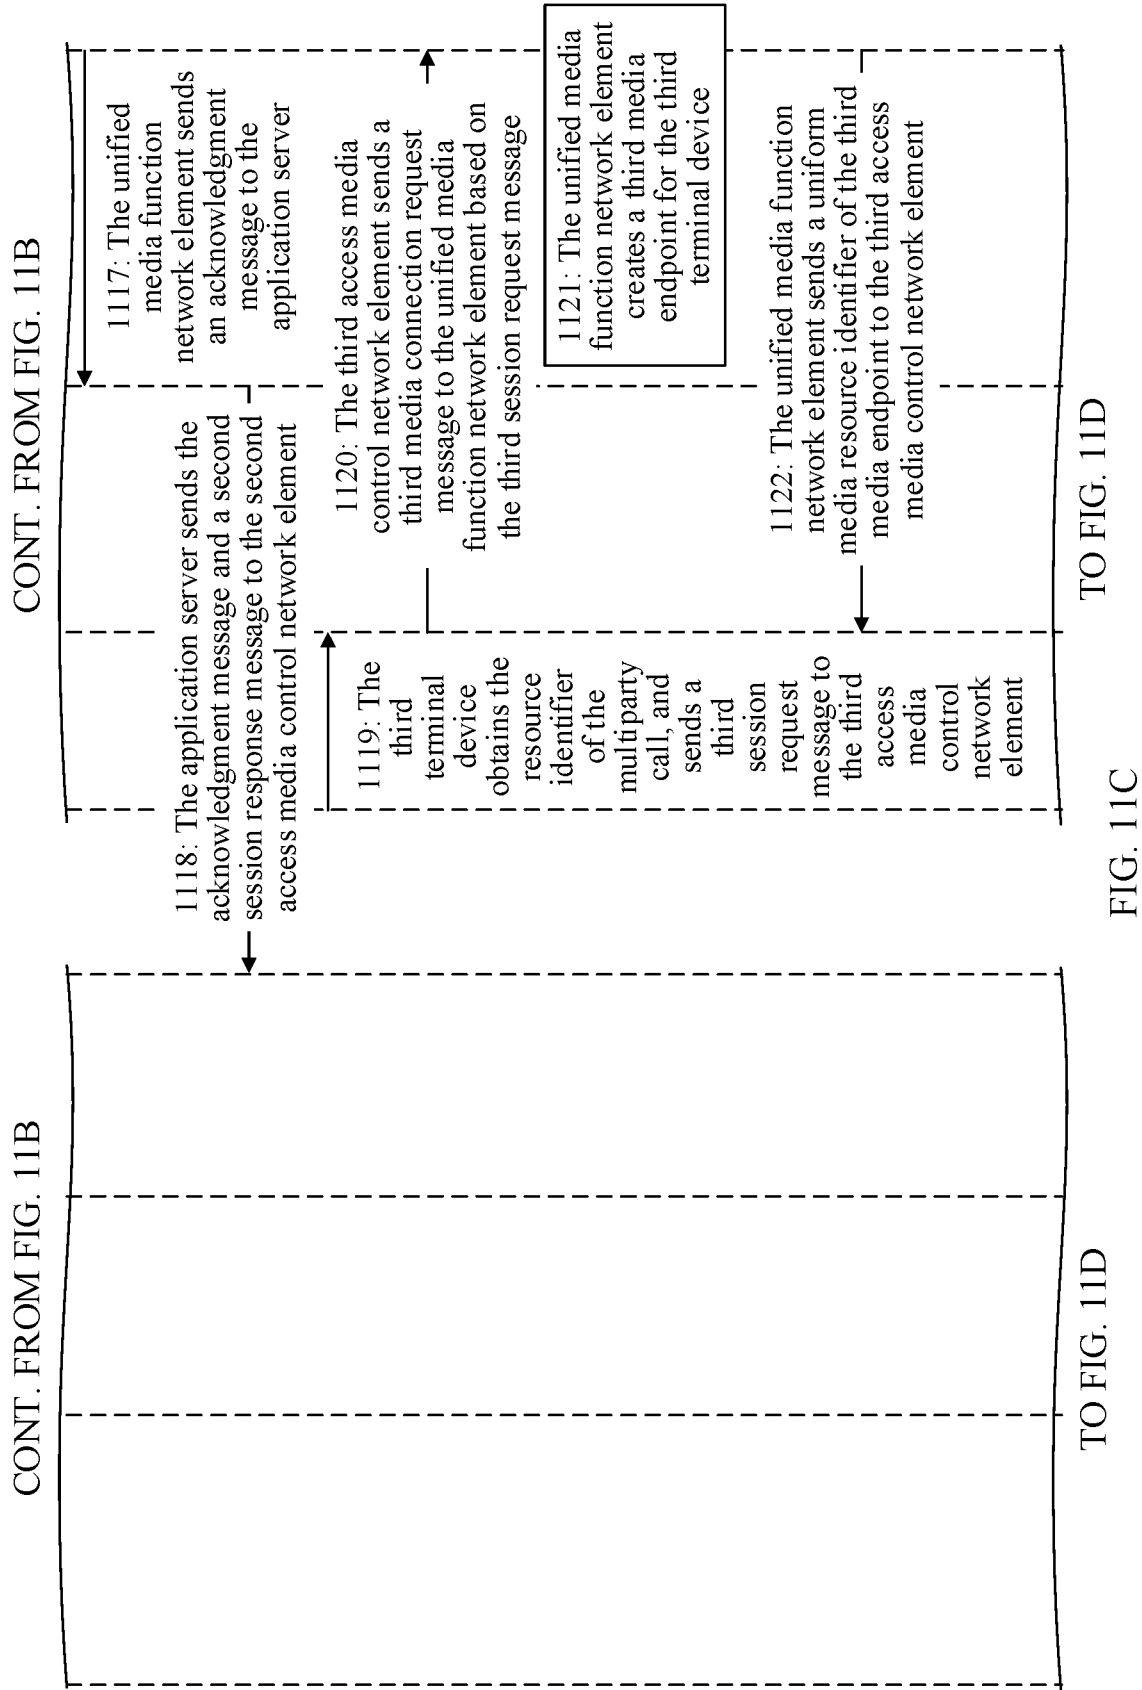 CONT. FROM FIG. 11B
CONT. FROM FIG. 11B
1117: The unified
media function
network element sends
an acknowledgment
message to the
application server
1118: The application server sends the
acknowledgment message and a second
session response message to the second
access media control network element
1119: The
third
terminal
device
obtains the
resource
identifier
of the
multiparty
call, and
sends a
third
session
request
message to
the third
access
media
control
network
element
1120: The third access media
control network element sends a
third media connection request
message to the unified media
function network element based on
the third session request message
1121: The unified media
function network element
creates a third media
endpoint for the third
terminal device
1122: The unified media function
network element sends a uniform
media resource identifier of the third
media endpoint to the third access
media control network element
TO FIG. 11D
TO FIG. 11D
FIG. 11C